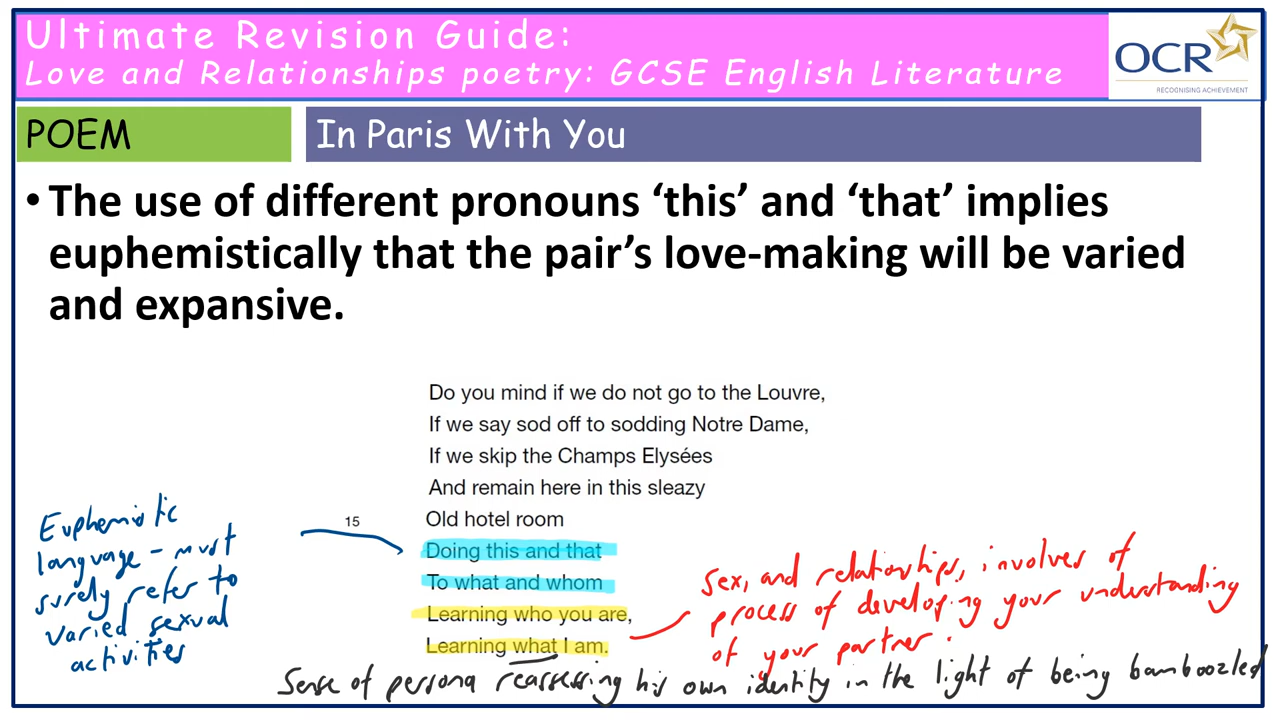 Ultimate Revision Guide:
Love and Relationships poetry: GCSE English Literature
OCR
RECOGNISING ACHIEVEMENT
POEM
In Paris With You
• The use of different pronouns ‘this’ and ‘that’ implies
euphemistically that the pair’s love-making will be varied
and expansive.
Do you mind if we do not go to the Louvre,
If we say sod off to sodding Notre Dame,
If we skip the Champs Elysées
And remain here in this sleazy
15 Old hotel room
Doing this and that
To what and whom
Learning who you are,
Learning what I am.
Euphemistic
language – must
surely refer to
varied sexual
activities
Sex, and relationships, involves of
process of developing your understanding
of your partner.
Sense of persona reassessing his own identity in the light of being bamboozled